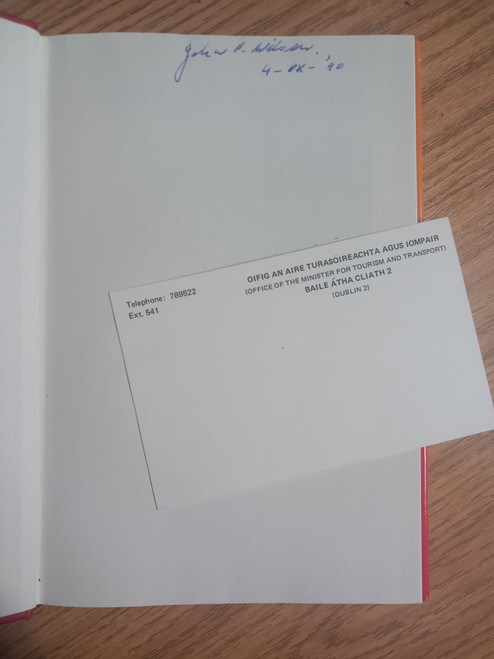 John P. Wilson.
4-IX-'90
OIFIG AN AIRE TURASOIREACHTA AGUS IOMPAIR
(OFFICE OF THE MINISTER FOR TOURISM AND TRANSPORT)
BAILE ÁTHA CLIATH 2
(DUBLIN 2)
Telephone: 789522
Ext. 541